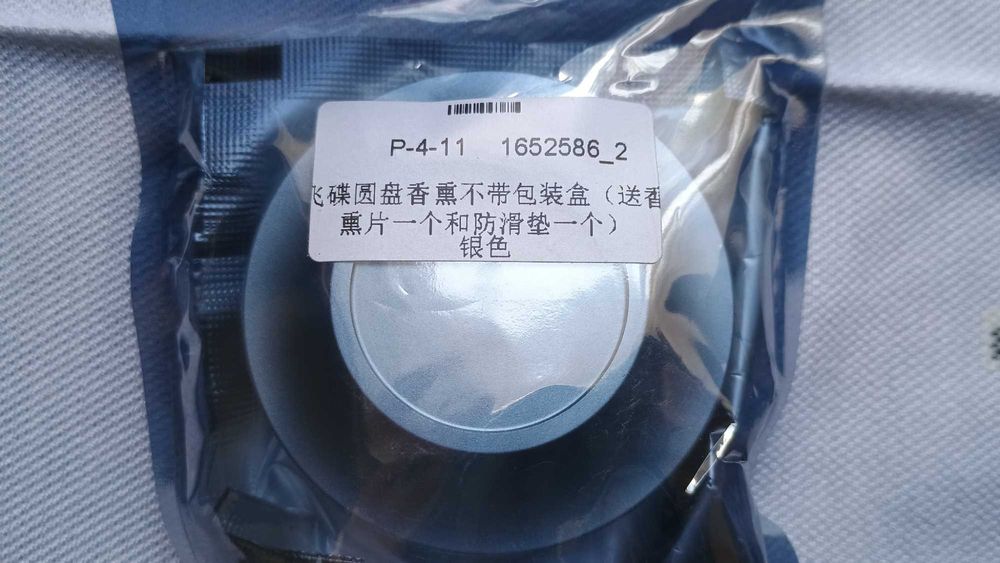 P-4-11 1652586_2
飞碟圆盘香熏不带包装盒（送香
熏片一个和防滑垫一个）
银色